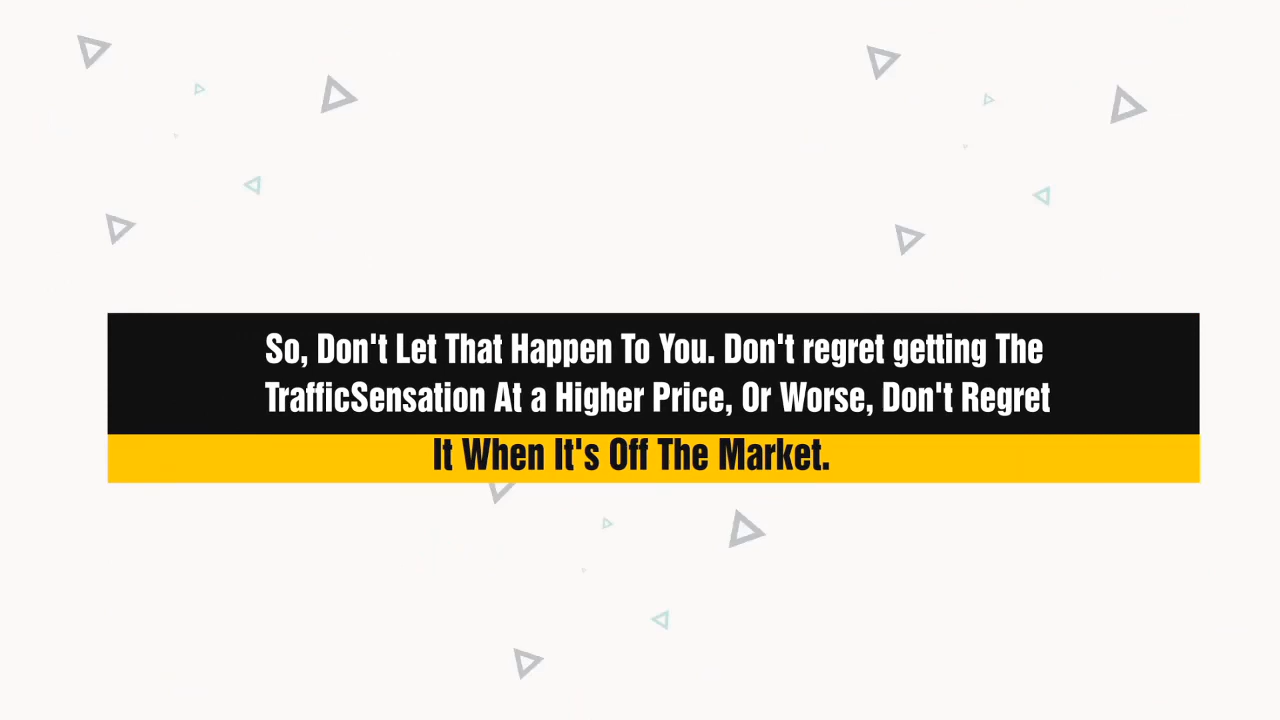 So, Don't Let That Happen To You. Don't regret getting The
TrafficSensation At a Higher Price, Or Worse, Don't Regret
It When It's Off The Market.